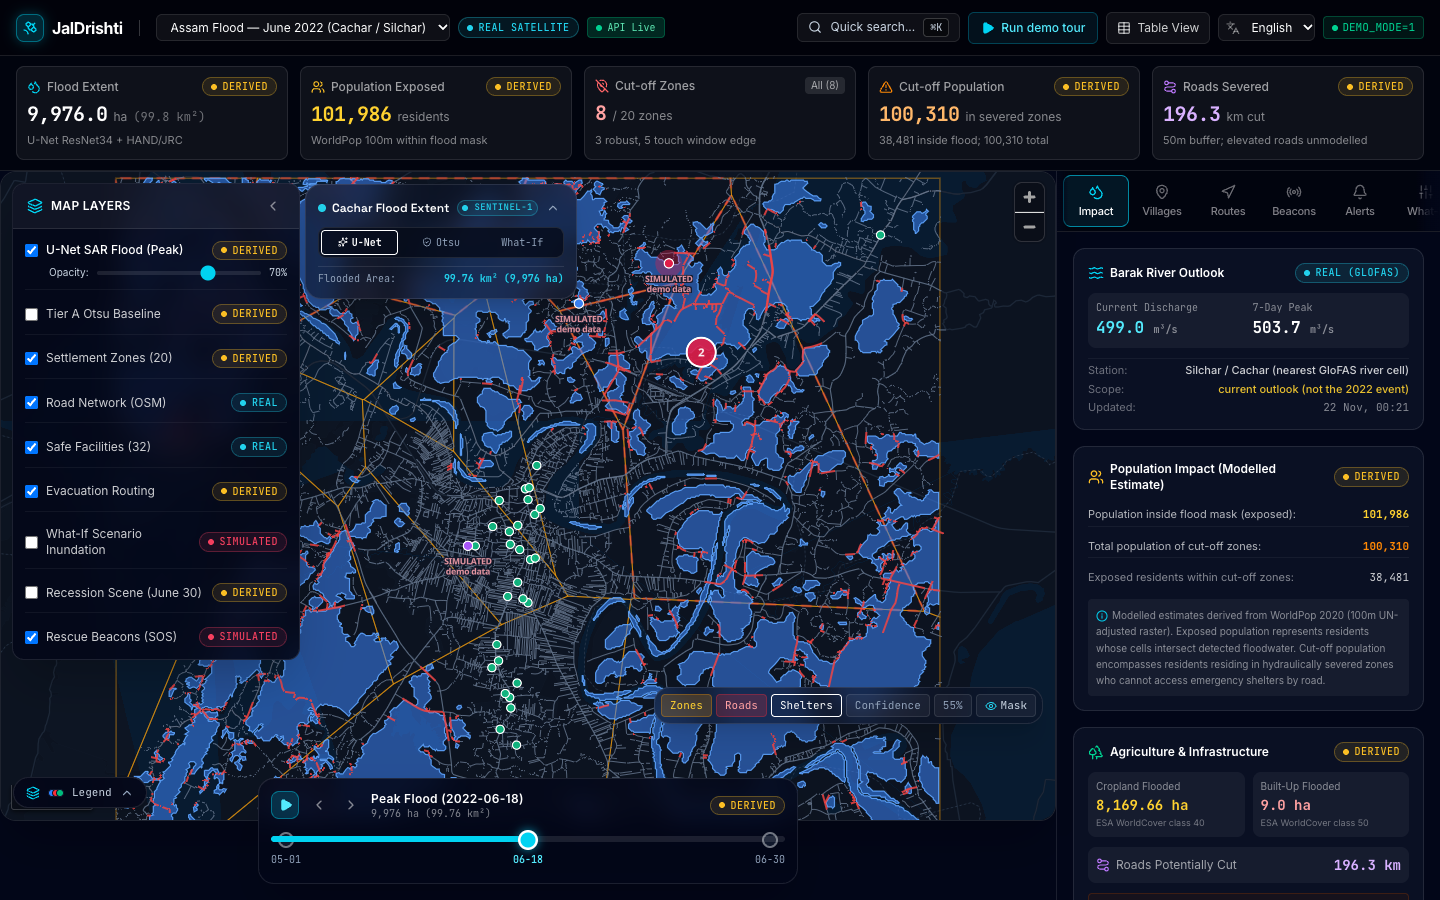 JalDrishti
Assam Flood — June 2022 (Cachar / Silchar)
REAL SATELLITE
API Live
Quick search...
⌘K
Run demo tour
Table View
English
DEMO_MODE=1
Flood Extent
DERIVED
9,976.0 ha (99.8 km²)
U-Net ResNet34 + HAND/JRC
Population Exposed
DERIVED
101,986 residents
WorldPop 100m within flood mask
Cut-off Zones
All (8)
8 / 20 zones
3 robust, 5 touch window edge
Cut-off Population
DERIVED
100,310 in severed zones
38,481 inside flood; 100,310 total
Roads Severed
DERIVED
196.3 km cut
50m buffer; elevated roads unmodelled
MAP LAYERS
U-Net SAR Flood (Peak)
DERIVED
Opacity:
70%
Tier A Otsu Baseline
DERIVED
Settlement Zones (20)
DERIVED
Road Network (OSM)
REAL
Safe Facilities (32)
REAL
Evacuation Routing
DERIVED
What-If Scenario
Inundation
SIMULATED
Recession Scene (June 30)
DERIVED
Rescue Beacons (SOS)
SIMULATED
Cachar Flood Extent
SENTINEL-1
U-Net
Otsu
What-If
Flooded Area:
99.76 km² (9,976 ha)
SIMULATED
demo data
SIMULATED
demo data
2
SIMULATED
demo data
Zones
Roads
Shelters
Confidence
55%
Mask
Legend
Peak Flood (2022-06-18)
9,976 ha (99.76 km²)
DERIVED
05-01
06-18
06-30
Impact
Villages
Routes
Beacons
Alerts
Barak River Outlook
REAL (GLOFAS)
Current Discharge
499.0 m³/s
7-Day Peak
503.7 m³/s
Station:
Silchar / Cachar (nearest GloFAS river cell)
Scope:
current outlook (not the 2022 event)
Updated:
22 Nov, 00:21
Population Impact (Modelled
Estimate)
DERIVED
Population inside flood mask (exposed):
101,986
Total population of cut-off zones:
100,310
Exposed residents within cut-off zones:
38,481
Modelled estimates derived from WorldPop 2020 (100m UN-
adjusted raster). Exposed population represents residents
whose cells intersect detected floodwater. Cut-off population
encompasses residents residing in hydraulically severed zones
who cannot access emergency shelters by road.
Agriculture & Infrastructure
DERIVED
Cropland Flooded
8,169.66 ha
ESA WorldCover class 40
Built-Up Flooded
9.0 ha
ESA WorldCover class 50
Roads Potentially Cut
196.3 km